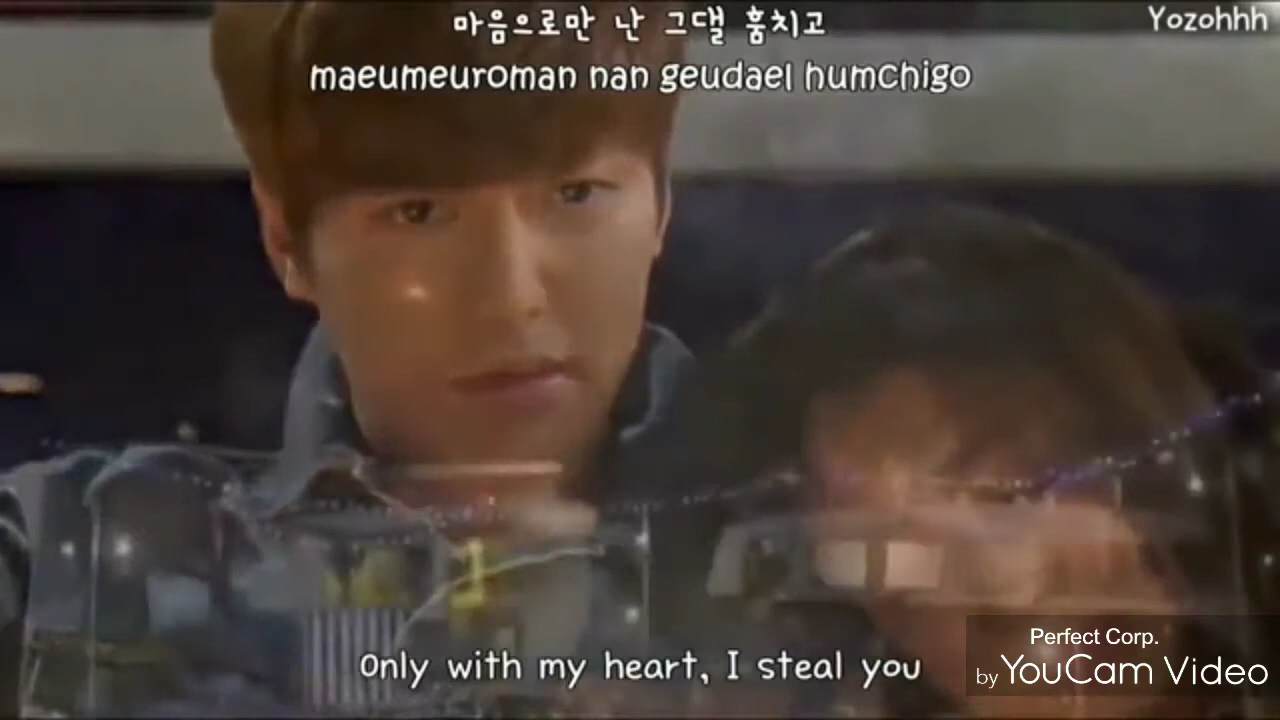 마음으로만 난 그댈 훔치고
Yozohhh
maeumeuroman nan geudael humchigo
Only with my heart, I steal you
Perfect Corp.
by YouCam Video